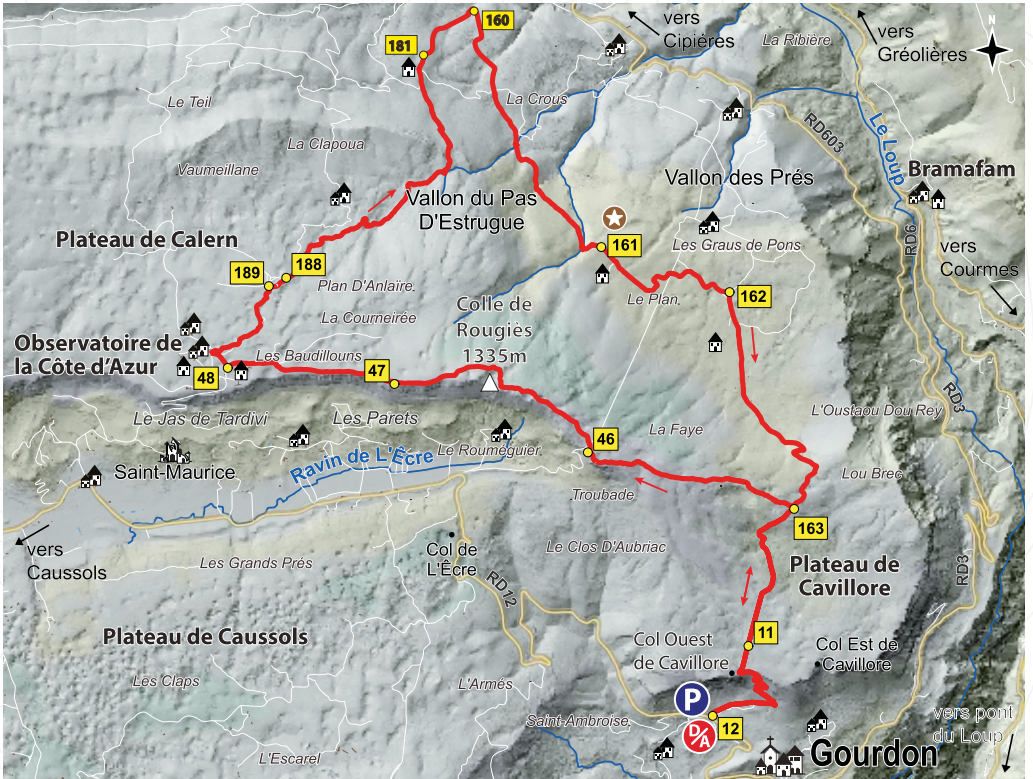 160
vers
Cipiéres
La Ribière
vers
Gréolières
N
181
Le Teil
La Crous
La Clapoua
RD603
Le Loup
Vaumeillane
Vallon des Prés
Bramafam
Vallon du Pas
D'Estrugue
Plateau de Calern
161
Les Graus de Pons
RD6
vers
Courmes
189
188
Plan D'Anlaire.
Le Plan.
162
Colle de
Rougiès
1335m
La Courneirée
Observatoire de
la Côte d'Azur
Les Baudillouns
48
47
RD3
Le Jas de Tardivi
Les Parets
L'Oustaou Dou Rey
La Faye
46
Le Rouméguier
Ravin de L'Ècre
Saint-Maurice
Lou Brec
Troubade
163
vers
Caussols
Col de
L'Ècre
Le Clos D'Aubriac
Les Grands Prés
Plateau de
Cavillore
RD3
RD12
Plateau de Caussols
11
Col Ouest
de Cavillore
Col Est de
Cavillore
Les Claps
L'Armés
P
Saint-Ambroise.
12
D/A
vers pont
du Loup
L'Escarel
Gourdon